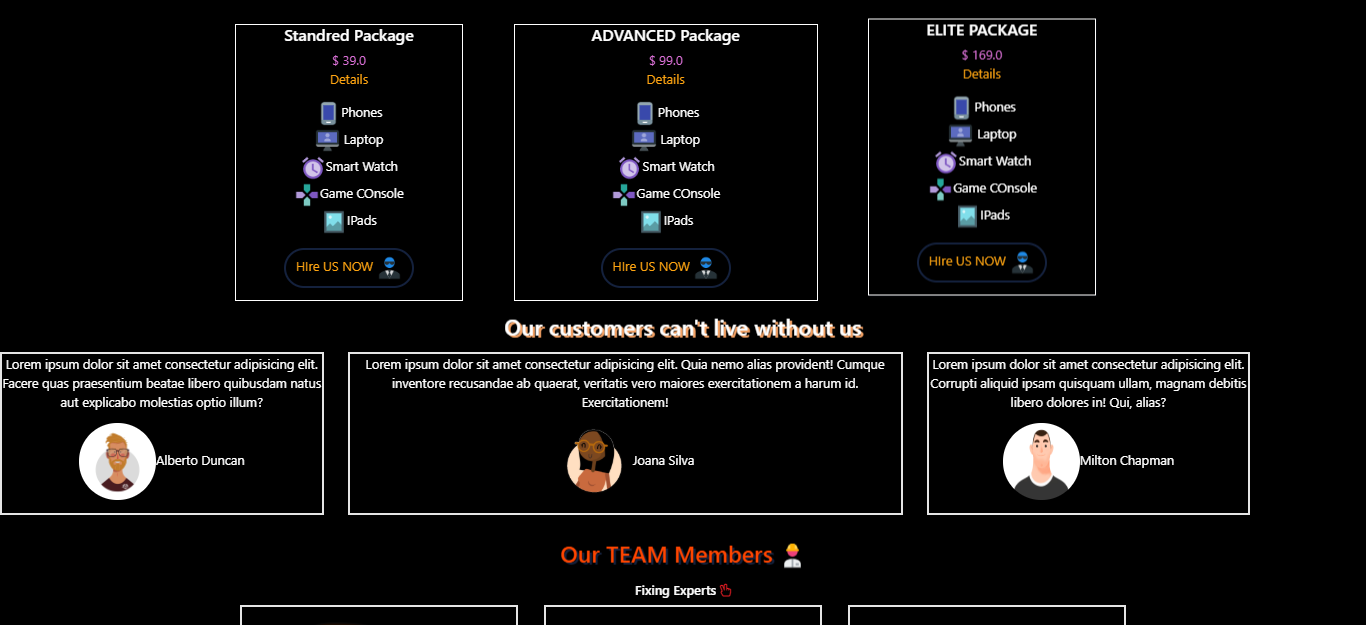 Standred Package
$ 39.0
Details
Phones
Laptop
Smart Watch
Game COnsole
IPads
HIre US NOW
ADVANCED Package
$ 99.0
Details
Phones
Laptop
Smart Watch
Game COnsole
IPads
HIre US NOW
ELITE PACKAGE
$ 169.0
Details
Phones
Laptop
Smart Watch
Game COnsole
IPads
HIre US NOW
Our customers can't live without us
Lorem ipsum dolor sit amet consectetur adipisicing elit.
Facere quas praesentium beatae libero quibusdam natus
aut explicabo molestias optio illum?
Alberto Duncan
Lorem ipsum dolor sit amet consectetur adipisicing elit. Quia nemo alias provident! Cumque
inventore recusandae ab quaerat, veritatis vero maiores exercitationem a harum id.
Exercitationem!
Joana Silva
Lorem ipsum dolor sit amet consectetur adipisicing elit.
Corrupti aliquid ipsam quisquam ullam, magnam debitis
libero dolores in! Qui, alias?
Milton Chapman
Our TEAM Members
Fixing Experts